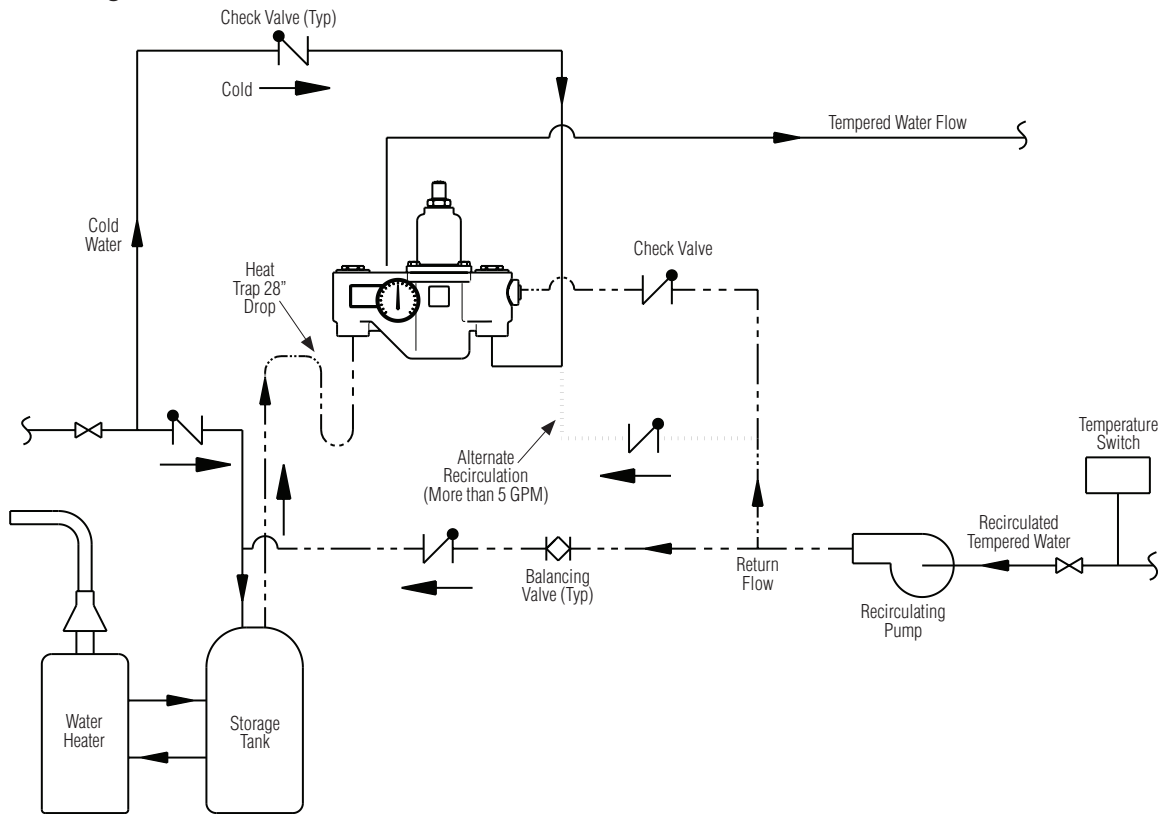 Check Valve (Typ)
Cold
Tempered Water Flow
Cold
Water
Check Valve
Heat
Trap 28”
Drop
Temperature
Switch
Alternate
Recirculation
(More than 5 GPM)
Recirculated
Tempered Water
Balancing
Valve (Typ)
Return
Flow
Recirculating
Pump
Water
Heater
Storage
Tank